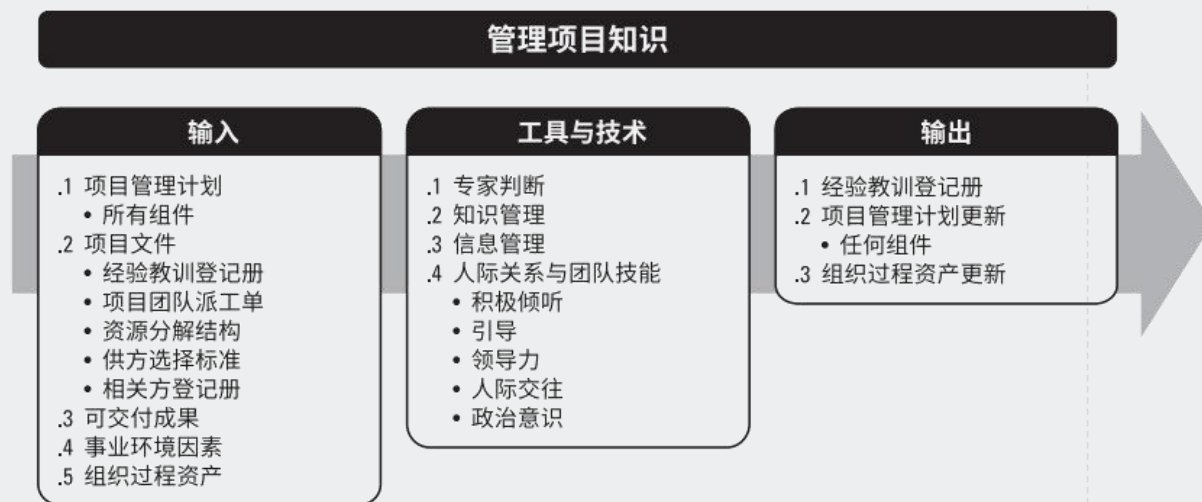 管理项目知识
输入
.1 项目管理计划
• 所有组件
.2 项目文件
• 经验教训登记册
• 项目团队派工单
• 资源分解结构
• 供方选择标准
• 相关方登记册
.3 可交付成果
.4 事业环境因素
.5 组织过程资产
工具与技术
.1 专家判断
.2 知识管理
.3 信息管理
.4 人际关系与团队技能
• 积极倾听
• 引导
• 领导力
• 人际交往
• 政治意识
输出
.1 经验教训登记册
.2 项目管理计划更新
• 任何组件
.3 组织过程资产更新